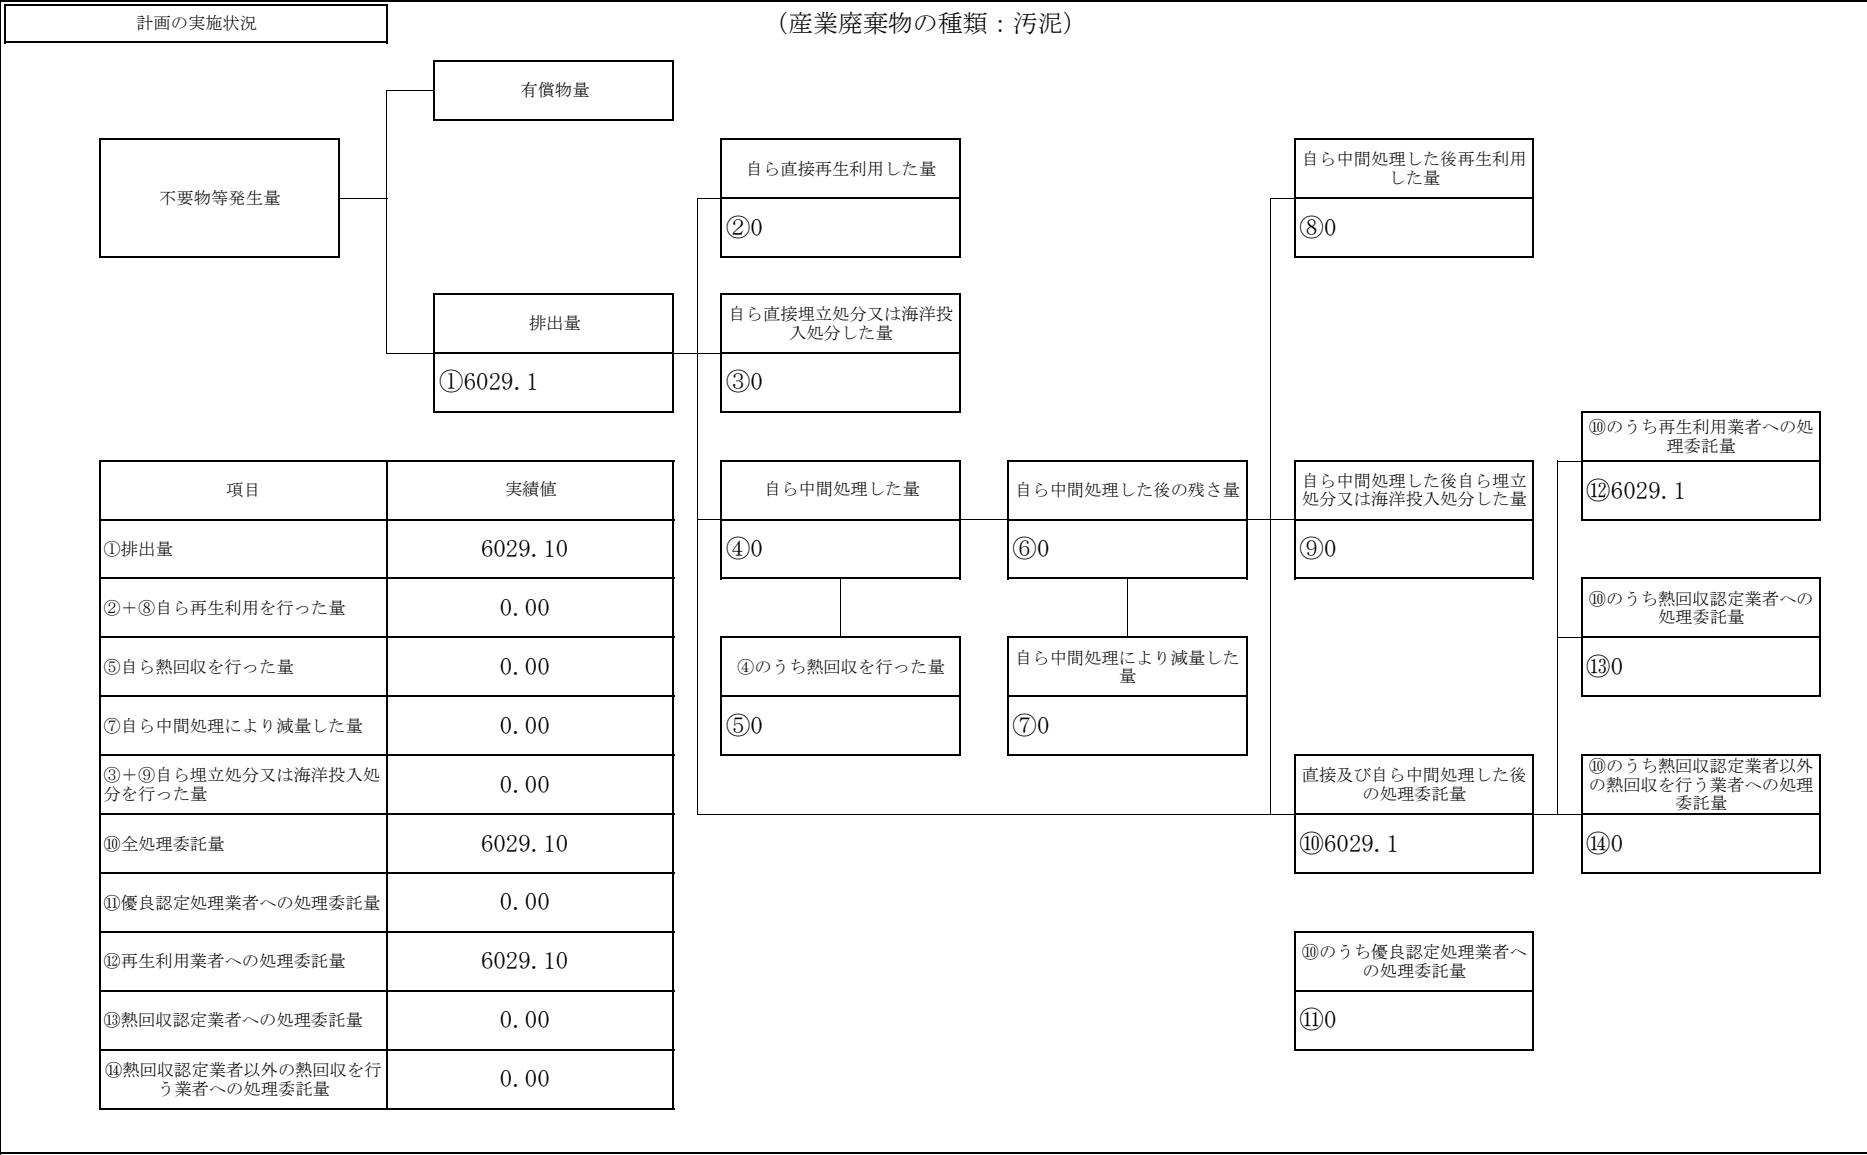 計画の実施状況
（産業廃棄物の種類：汚泥）
有償物量
不要物等発生量
自ら直接再生利用した量
②0
自ら中間処理した後再生利用
した量
⑧0
排出量
①6029.1
自ら直接埋立処分又は海洋投
入処分した量
③0
⑩のうち再生利用業者への処
理委託量
⑫6029.1
自ら中間処理した量
④0
自ら中間処理した後の残さ量
⑥0
自ら中間処理した後自ら埋立
処分又は海洋投入処分した量
⑨0
⑩のうち熱回収認定業者への
処理委託量
⑬0
④のうち熱回収を行った量
⑤0
自ら中間処理により減量した
量
⑦0
直接及び自ら中間処理した後
の処理委託量
⑩6029.1
⑩のうち熱回収認定業者以外
の熱回収を行う業者への処理
委託量
⑭0
⑩のうち優良認定処理業者へ
の処理委託量
⑪0
項目 実績値
①排出量 6029.10
②＋⑧自ら再生利用を行った量 0.00
⑤自ら熱回収を行った量 0.00
⑦自ら中間処理により減量した量 0.00
③＋⑨自ら埋立処分又は海洋投入処
分を行った量 0.00
⑩全処理委託量 6029.10
⑪優良認定処理業者への処理委託量 0.00
⑫再生利用業者への処理委託量 6029.10
⑬熱回収認定業者への処理委託量 0.00
⑭熱回収認定業者以外の熱回収を行
う業者への処理委託量 0.00